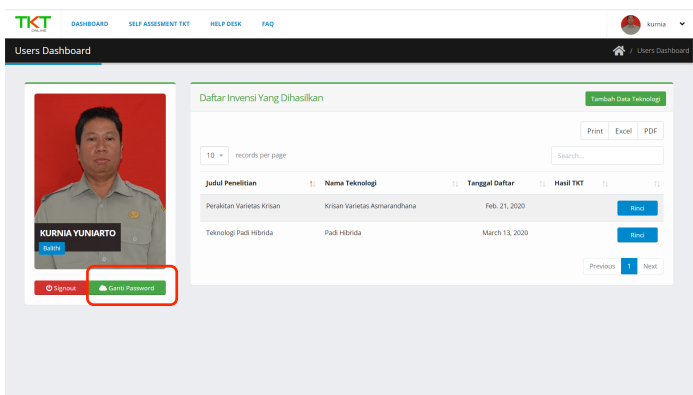 TKT
ONLINE
DASHBOARD
SELF ASSESMENT TKT
HELP DESK
FAQ
kurnia
Users Dashboard
/ Users Dashboard
KURNIA YUNIARTO
Balithi
Signout
Ganti Password
Daftar Invensi Yang Dihasilkan
Tambah Data Teknologi
Print Excel PDF
10 records per page
Search...
Judul Penelitian Nama Teknologi Tanggal Daftar Hasil TKT
Perakitan Varietas Krisan Krisan Varietas Asmarandhana Feb. 21, 2020 Rinci
Teknologi Padi Hibrida Padi Hibrida March 13, 2020 Rinci
Previous 1 Next